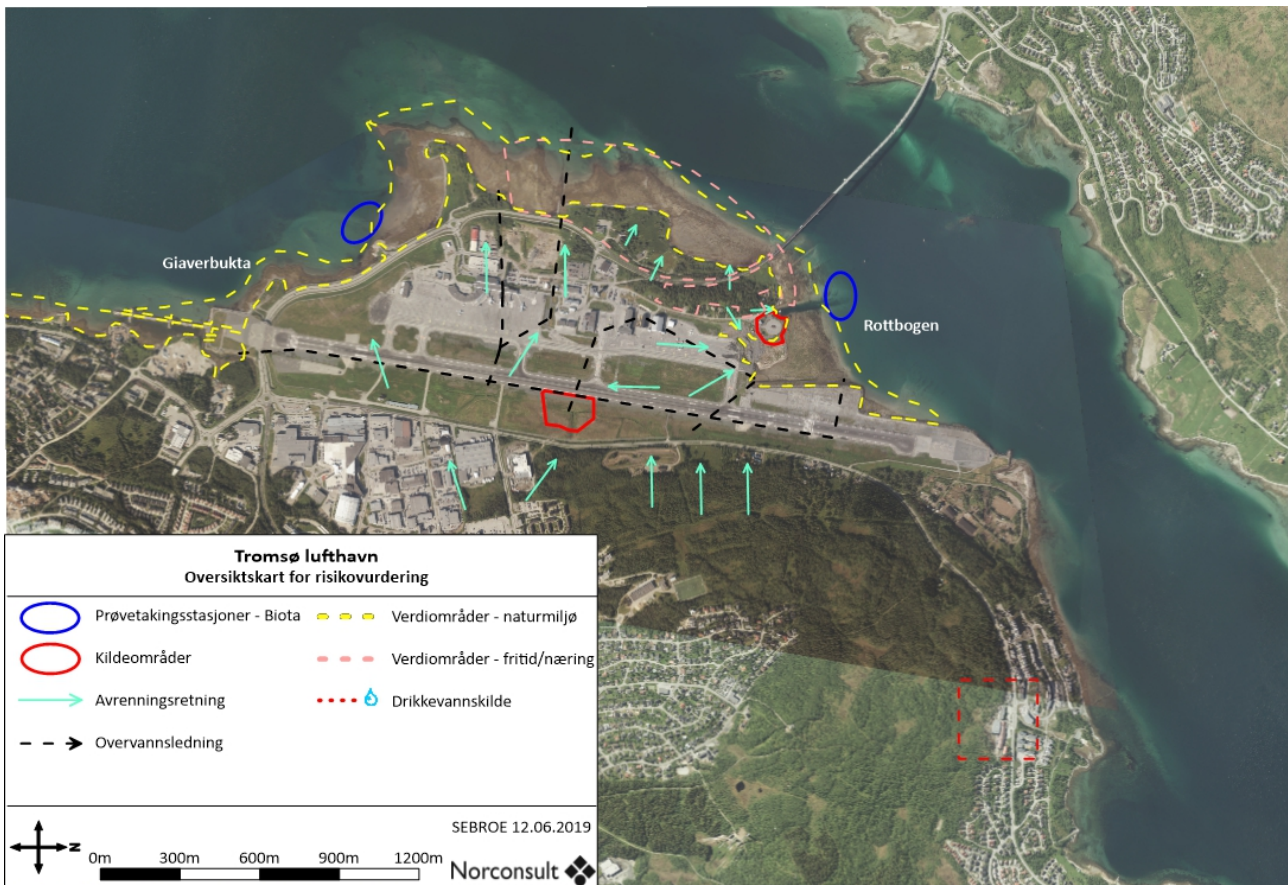 Giaverbukta
Rottbogen
Tromsø lufthavn
Oversiktskart for risikovurdering
Prøvetakingsstasjoner - Biota
Verdiområder - naturmiljø
Kildeområder
Verdiområder - fritid/næring
Avrenningsretning
Drikkevannskilde
Overvannsledning
N
SEBROE 12.06.2019
0m 300m 600m 900m 1200m
Norconsult